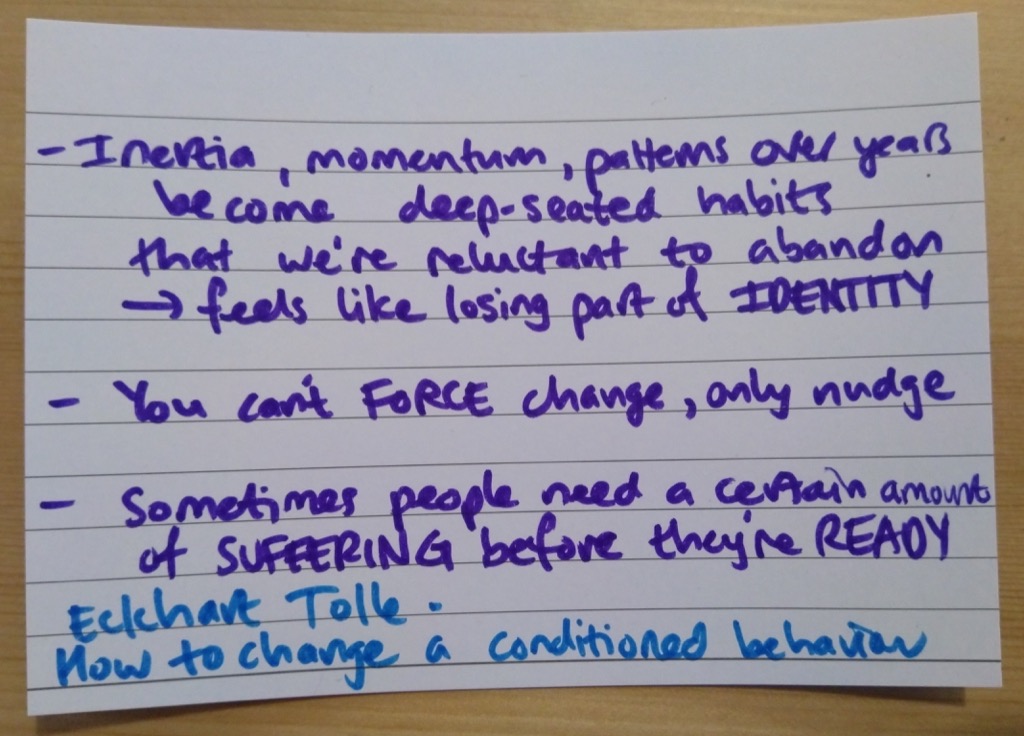 - Inertia, momentum, patterns over years
become deep-seated habits
that we're reluctant to abandon
→ feels like losing part of IDENTITY
- You can't FORCE change, only nudge
- Sometimes people need a certain amount
of SUFFERING before they're READY
Eckhart Tolle.
How to change a conditioned behavior